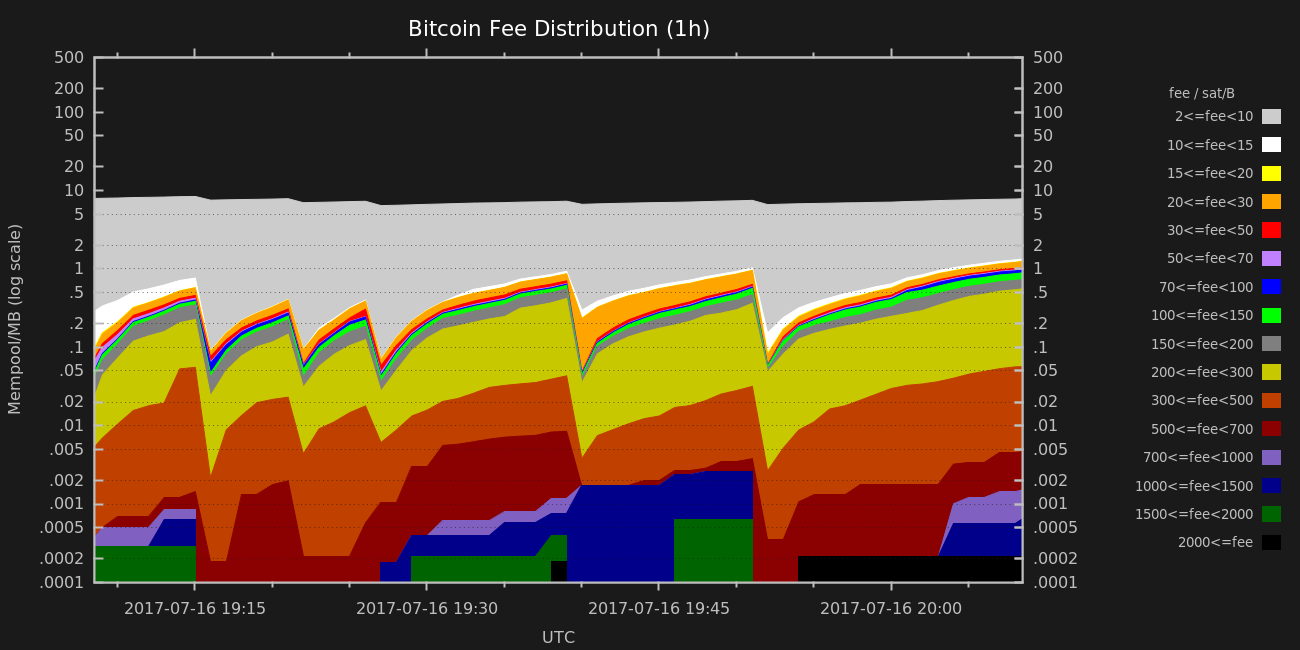 Bitcoin Fee Distribution (1h)
Mempool/MB (log scale)
500
200
100
50
20
10
5
2
1
.5
.2
.1
.05
.02
.01
.005
.002
.001
.0005
.0002
.0001
500
200
100
50
20
10
5
2
1
.5
.2
.1
.05
.02
.01
.005
.002
.001
.0005
.0002
.0001
2017-07-16 19:15 2017-07-16 19:30 2017-07-16 19:45 2017-07-16 20:00
UTC
fee / sat/B
2<=fee<10
10<=fee<15
15<=fee<20
20<=fee<30
30<=fee<50
50<=fee<70
70<=fee<100
100<=fee<150
150<=fee<200
200<=fee<300
300<=fee<500
500<=fee<700
700<=fee<1000
1000<=fee<1500
1500<=fee<2000
2000<=fee